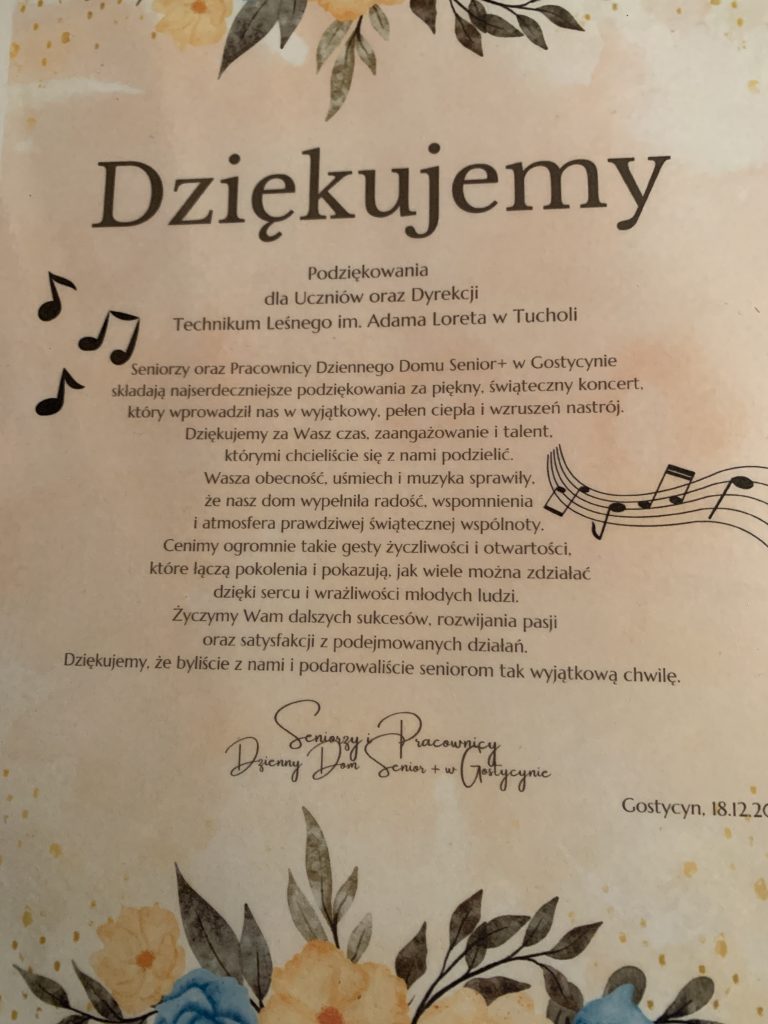 Dziękujemy
Podziękowania
dla Uczniów oraz Dyrekcji
Technikum Leśnego im. Adama Loreta w Tucholi
Seniorzy oraz Pracownicy Dziennego Domu Senior+ w Gostycynie
składają najserdeczniejsze podziękowania za piękny, świąteczny koncert,
który wprowadził nas w wyjątkowy, pełen ciepła i wzruszeń nastrój.
Dziękujemy za Wasz czas, zaangażowanie i talent,
którymi chcieliście się z nami podzielić.
Wasza obecność, uśmiech i muzyka sprawiły,
że nasz dom wypełniła radość, wspomnienia
i atmosfera prawdziwej świątecznej wspólnoty.
Cenimy ogromnie takie gesty życzliwości i otwartości,
które łączą pokolenia i pokazują, jak wiele można zdziałać
dzięki sercu i wrażliwości młodych ludzi.
Życzymy Wam dalszych sukcesów, rozwijania pasji
oraz satysfakcji z podejmowanych działań.
Dziękujemy, że byliście z nami i podarowaliście seniorom tak wyjątkową chwilę.
Seniorzy i Pracownicy
Dzienny Dom Senior + w Gostycynie
Gostycyn, 18.12.20